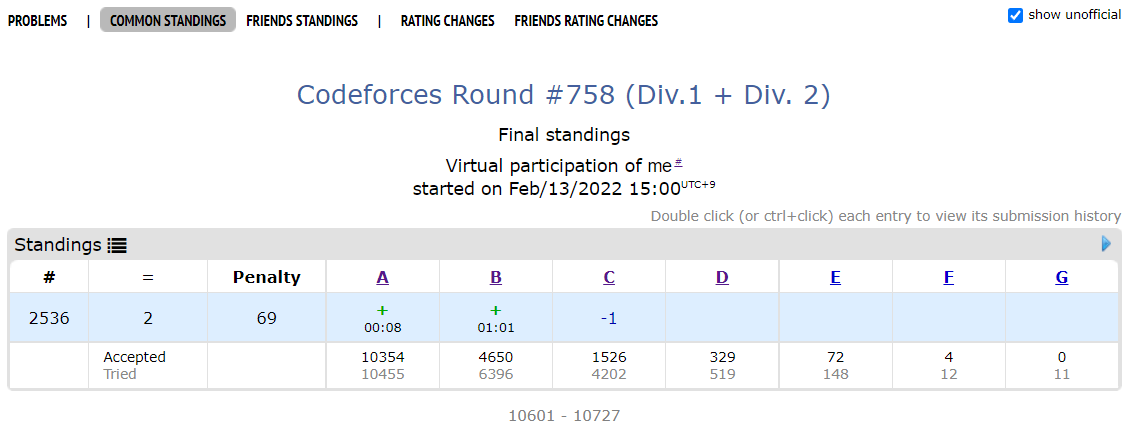 PROBLEMS | COMMON STANDINGS FRIENDS STANDINGS | RATING CHANGES FRIENDS RATING CHANGES show unofficial
Codeforces Round #758 (Div.1 + Div. 2)
Final standings
Virtual participation of me#
started on Feb/13/2022 15:00UTC+9
Double click (or ctrl+click) each entry to view its submission history
Standings
# = Penalty A B C D E F G
2536 2 69 + + -1
00:08 01:01
Accepted 10354 4650 1526 329 72 4 0
Tried 10455 6396 4202 519 148 12 11
10601 - 10727